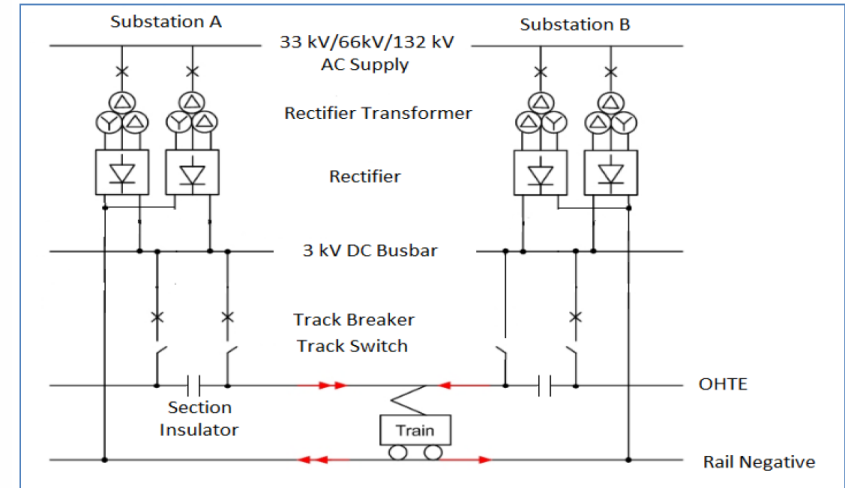 Substation A
Substation B
33 kV/66kV/132 kV
AC Supply
Rectifier Transformer
Rectifier
3 kV DC Busbar
Track Breaker
Track Switch
OHTE
Section
Insulator
Train
Rail Negative